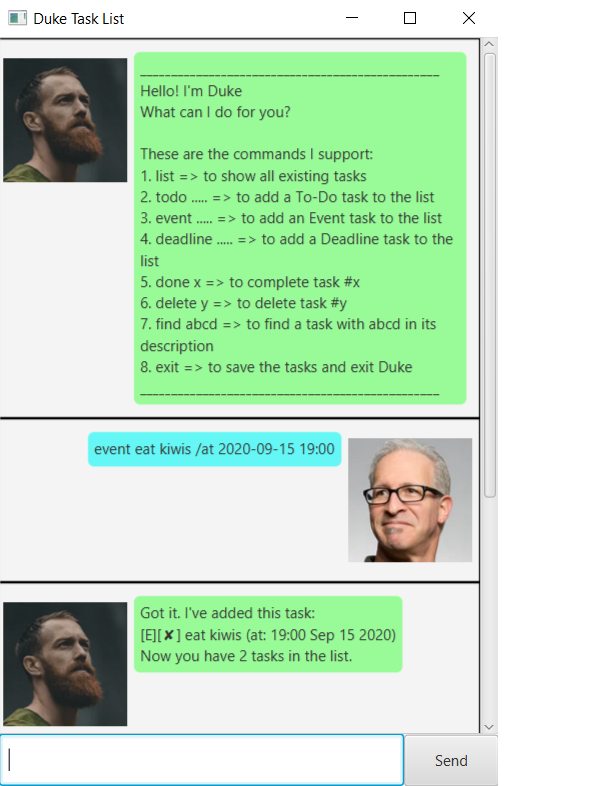 Duke Task List
_______________________________________________
Hello! I'm Duke
What can I do for you?
These are the commands I support:
1. list => to show all existing tasks
2. todo ..... => to add a To-Do task to the list
3. event ..... => to add an Event task to the list
4. deadline ..... => to add a Deadline task to the
list
5. done x => to complete task #x
6. delete y => to delete task #y
7. find abcd => to find a task with abcd in its
description
8. exit => to save the tasks and exit Duke
_______________________________________________
event eat kiwis /at 2020-09-15 19:00
Got it. I've added this task:
[E][✘] eat kiwis (at: 19:00 Sep 15 2020)
Now you have 2 tasks in the list.
Send